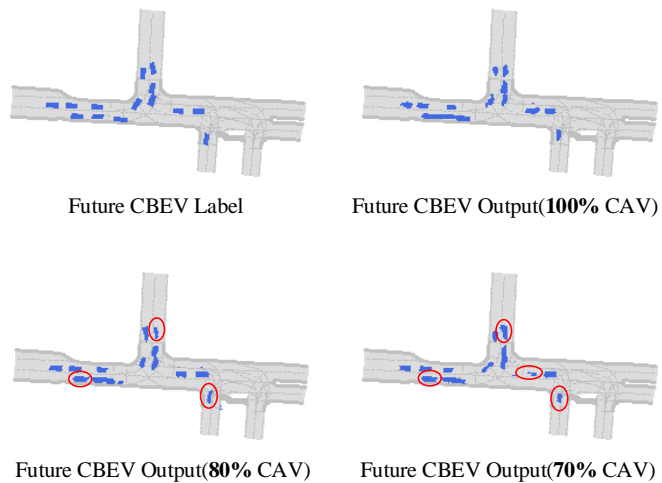 Future CBEV Label
Future CBEV Output(100% CAV)
Future CBEV Output(80% CAV)
Future CBEV Output(70% CAV)